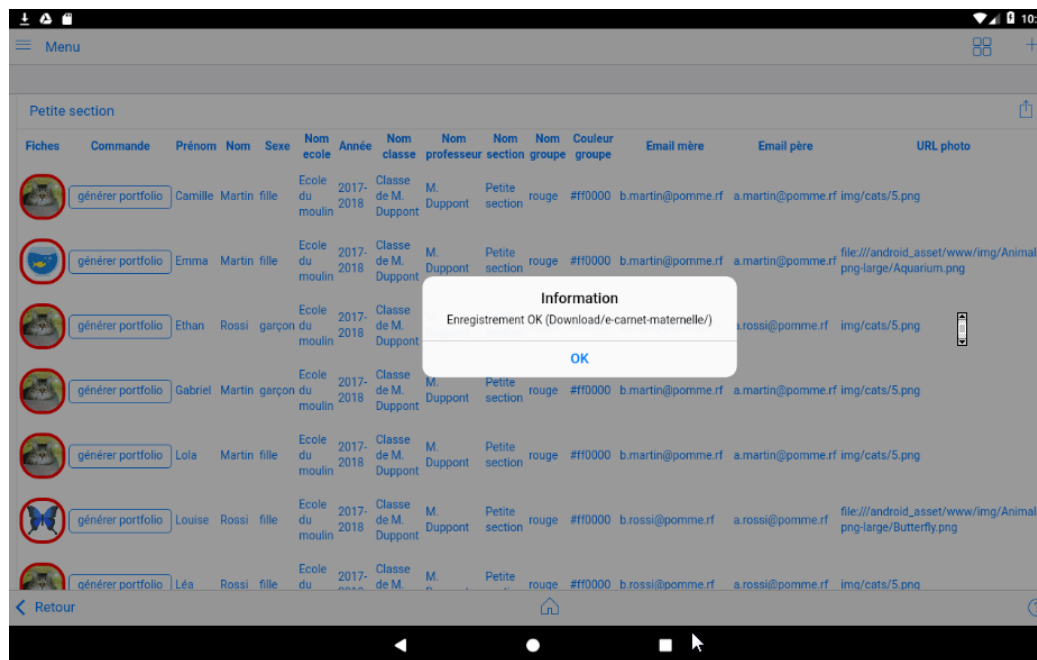 10:
Menu
Petite section
Fiches Commande Prénom Nom Sexe Nom ecole Année Nom classe Nom professeur Nom section Nom groupe Couleur groupe Email mère Email père URL photo
générer portfolio Camille Martin fille Ecole du moulin 2017-2018 Classe de M. Duppont M. Duppont Petite section rouge #ff0000 b.martin@pomme.rf a.martin@pomme.rf img/cats/5.png
générer portfolio Emma Martin fille Ecole du moulin 2017-2018 Classe de M. Duppont M. Duppont Petite section rouge #ff0000 b.martin@pomme.rf a.martin@pomme.rf file:///android_asset/www/img/Animal png-large/Aquarium.png
Information
Enregistrement OK (Download/e-carnet-maternelle/)
OK
générer portfolio Ethan Rossi garçon Ecole du moulin 2017-2018 Classe de M. Duppont a.rossi@pomme.rf img/cats/5.png
générer portfolio Gabriel Martin garçon Ecole du moulin 2017-2018 Classe de M. Duppont M. Duppont Petite section rouge #ff0000 b.martin@pomme.rf a.martin@pomme.rf img/cats/5.png
générer portfolio Lola Martin fille Ecole du moulin 2017-2018 Classe de M. Duppont M. Duppont Petite section rouge #ff0000 b.martin@pomme.rf a.martin@pomme.rf img/cats/5.png
générer portfolio Louise Rossi fille Ecole du moulin 2017-2018 Classe de M. Duppont M. Duppont Petite section rouge #ff0000 b.rossi@pomme.rf a.rossi@pomme.rf file:///android_asset/www/img/Animal png-large/Butterfly.png
générer portfolio Léa Rossi fille Ecole du 2017- Classe de M. M. Petite rouge #ff0000 b.rossi@pomme.rf a.rossi@pomme.rf img/cats/5.png
Retour